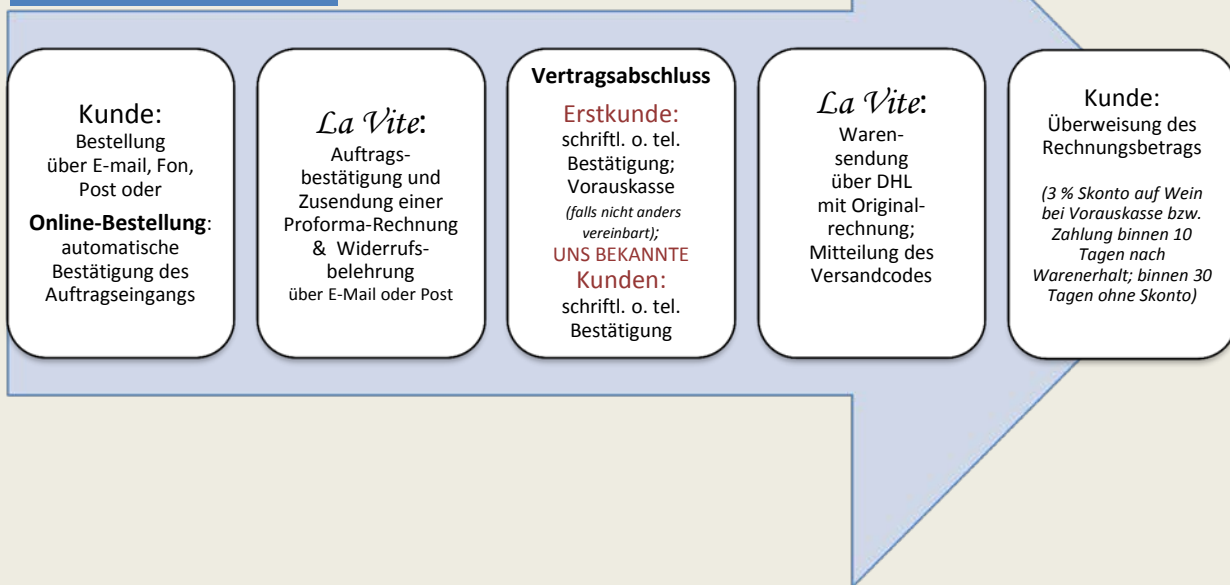 Kunde:
Bestellung
über E-mail, Fon,
Post oder
Online-Bestellung:
automatische
Bestätigung des
Auftragseingangs
La Vite:
Auftrags-
bestätigung und
Zusendung einer
Proforma-Rechnung
& Widerrufs-
belehrung
über E-Mail oder Post
Vertragsabschluss
Erstkunde:
schriftl. o. tel.
Bestätigung;
Vorauskasse
(falls nicht anders
vereinbart);
UNS BEKANNTE
Kunden:
schriftl. o. tel.
Bestätigung
La Vite:
Waren-
sendung
über DHL
mit Original-
rechnung;
Mitteilung des
Versandcodes
Kunde:
Überweisung des
Rechnungsbetrags
(3 % Skonto auf Wein
bei Vorauskasse bzw.
Zahlung binnen 10
Tagen nach
Warenerhalt; binnen 30
Tagen ohne Skonto)